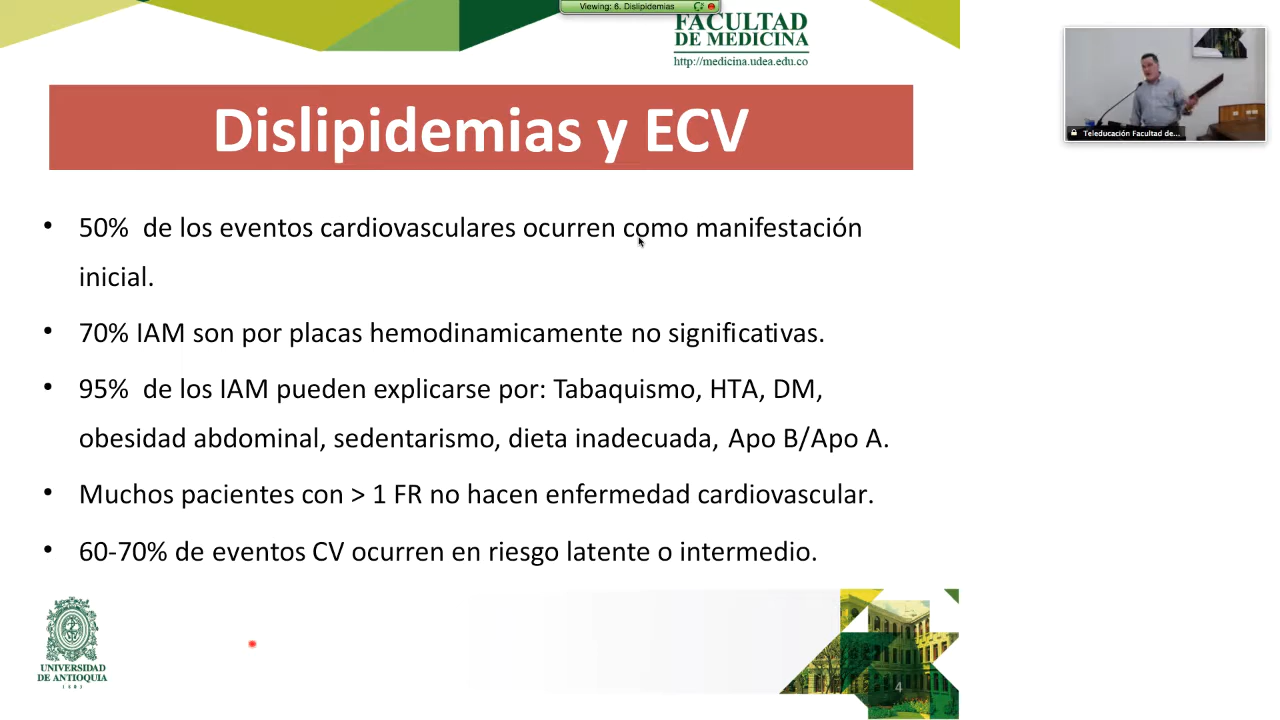 Viewing: 6. Dislipidemias
FACULTAD
DE MEDICINA
http://medicina.udea.edu.co
Dislipidemias y ECV
• 50%  de los eventos cardiovasculares ocurren como manifestación
inicial.
• 70% IAM son por placas hemodinamicamente no significativas.
• 95%  de los IAM pueden explicarse por: Tabaquismo, HTA, DM,
obesidad abdominal, sedentarismo, dieta inadecuada, Apo B/Apo A.
• Muchos pacientes con > 1 FR no hacen enfermedad cardiovascular.
• 60-70% de eventos CV ocurren en riesgo latente o intermedio.
UNIVERSIDAD
DE ANTIOQUIA
1803
4
Teleducación Facultad de...